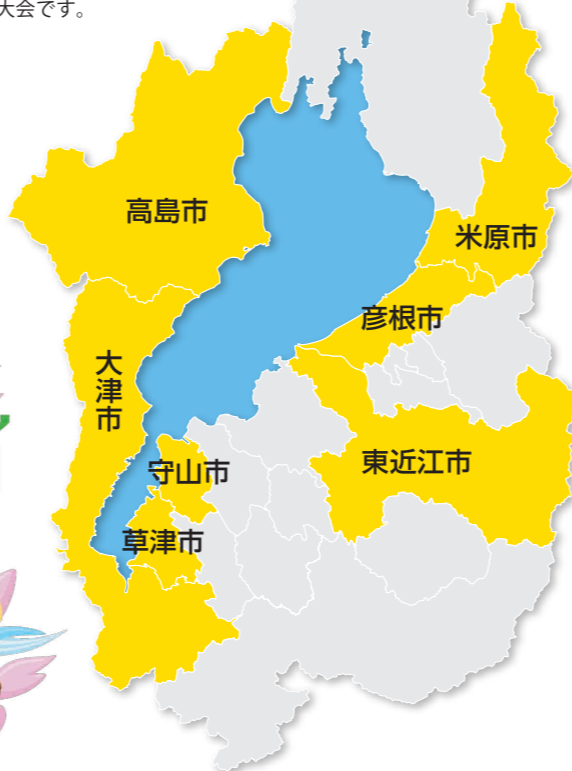 大会です。
高島市
米原市
彦根市
大津市
東近江市
守山市
草津市